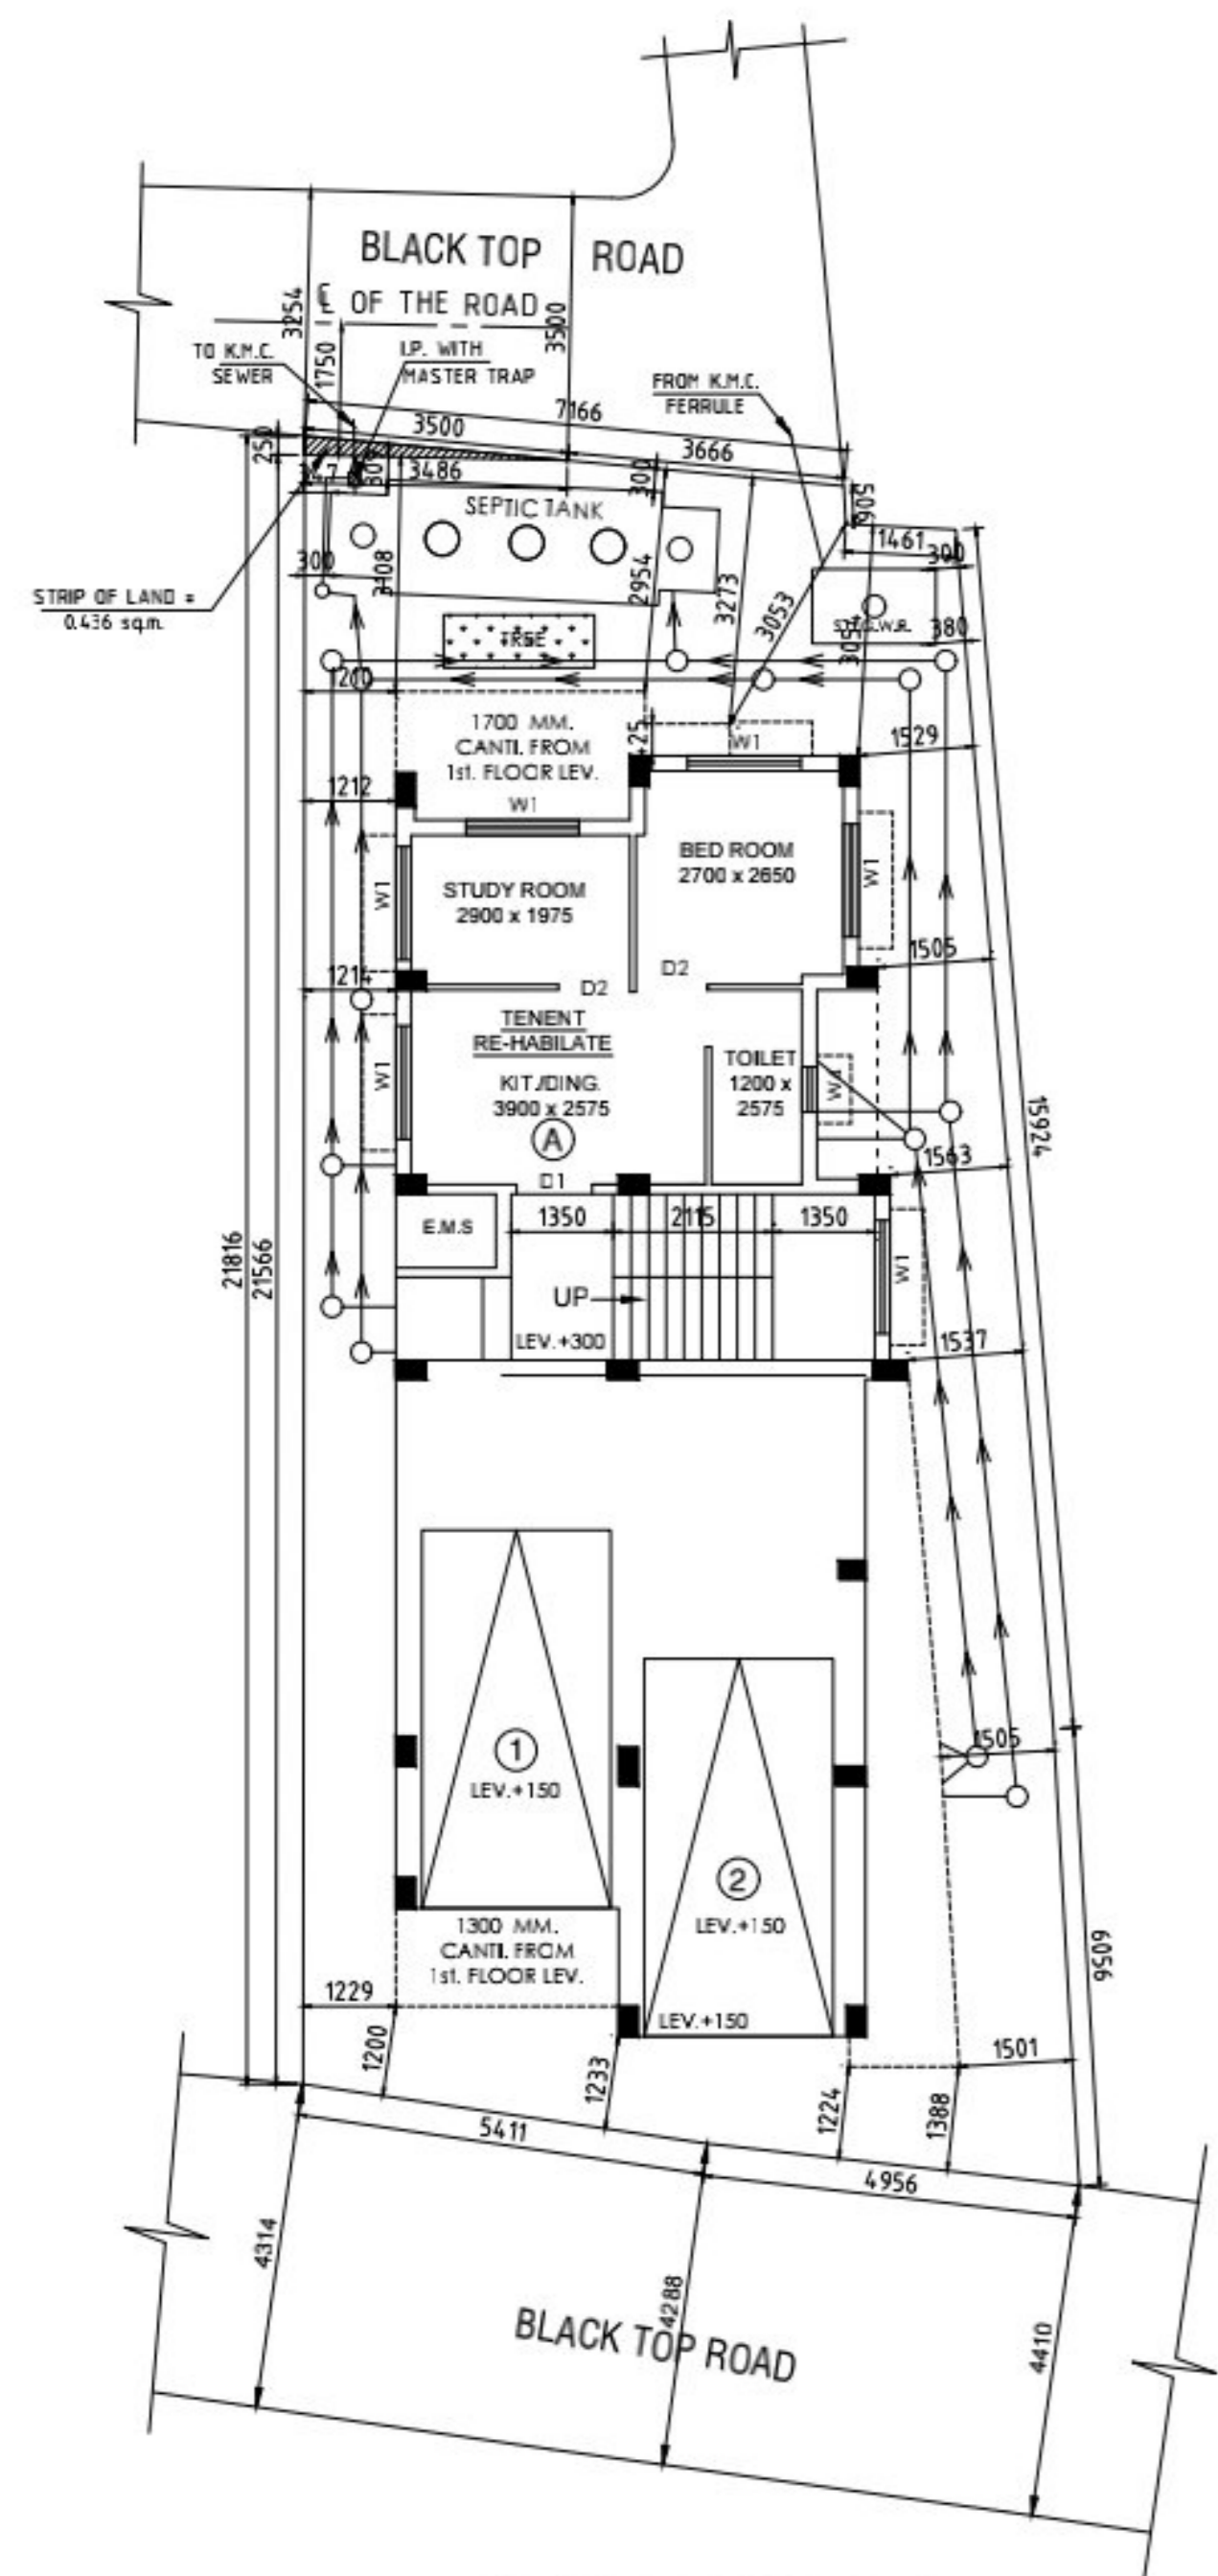 BLACK TOP ROAD
℄ OF THE ROAD
3254
3500
1750
TO K.M.C.
SEWER
I.P. WITH
MASTER TRAP
FROM K.M.C.
FERRULE
7166
3500
3666
250
347
3486
300
905
SEPTIC TANK
1461
300
300
3108
2954
3273
3053
STRIP OF LAND =
0.436 sqm.
TREE
380
1210
1700 MM.
CANTI. FROM
1st. FLOOR LEV.
W1
W1
1529
1212
BED ROOM
2700 x 2650
STUDY ROOM
2900 x 1975
W1
W1
1505
1214
D2
D2
TENENT
RE-HABILATE
KIT./DING.
3900 x 2575
A
TOILET
1200 x
2575
W1
15924
D1
1563
E.M.S
1350
2115
1350
W1
21816
21566
UP
LEV.+300
1537
1
LEV.+150
1505
2
LEV.+150
1300 MM.
CANTI. FROM
1st. FLOOR LEV.
6056
1229
LEV.+150
1200
1233
1224
1388
1501
5411
4956
4314
4288
4410
BLACK TOP ROAD